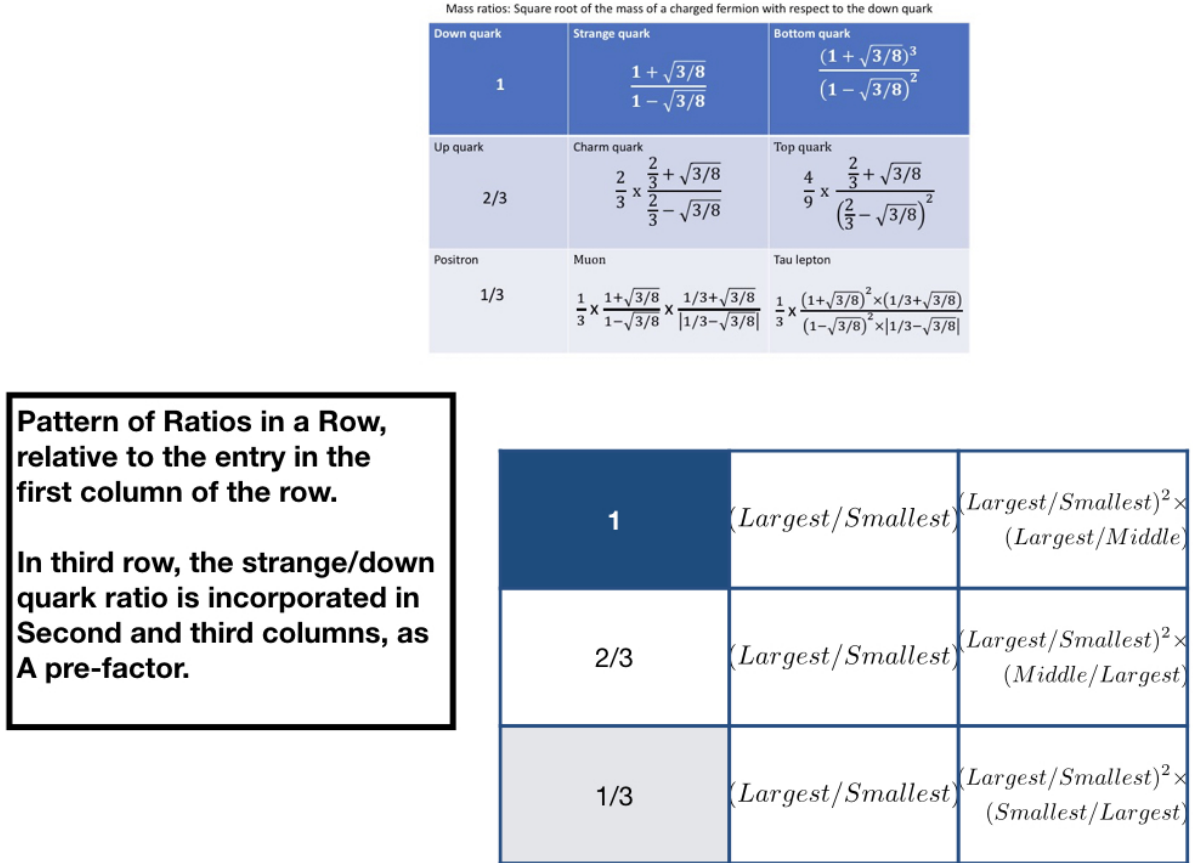 Mass ratios: Square root of the mass of a charged fermion with respect to the down quark
Down quark
1
Strange quark
(1 + √3/8) / (1 − √3/8)
Bottom quark
(1 + √3/8)³ / (1 − √3/8)²
Up quark
2/3
Charm quark
2/3 x (2/3 + √3/8) / (2/3 − √3/8)
Top quark
4/9 x (2/3 + √3/8) / (2/3 − √3/8)²
Positron
1/3
Muon
1/3 x (1+√3/8) / (1−√3/8) x (1/3+√3/8) / |1/3−√3/8|
Tau lepton
1/3 x ((1+√3/8)²×(1/3+√3/8)) / ((1−√3/8)²×|1/3−√3/8|)
Pattern of Ratios in a Row,
relative to the entry in the
first column of the row.
In third row, the strange/down
quark ratio is incorporated in
Second and third columns, as
A pre-factor.
1
(Largest/Smallest)
(Largest/Smallest)²×
(Largest/Middle)
2/3
(Largest/Smallest)
(Largest/Smallest)²×
(Middle/Largest)
1/3
(Largest/Smallest)
(Largest/Smallest)²×
(Smallest/Largest)